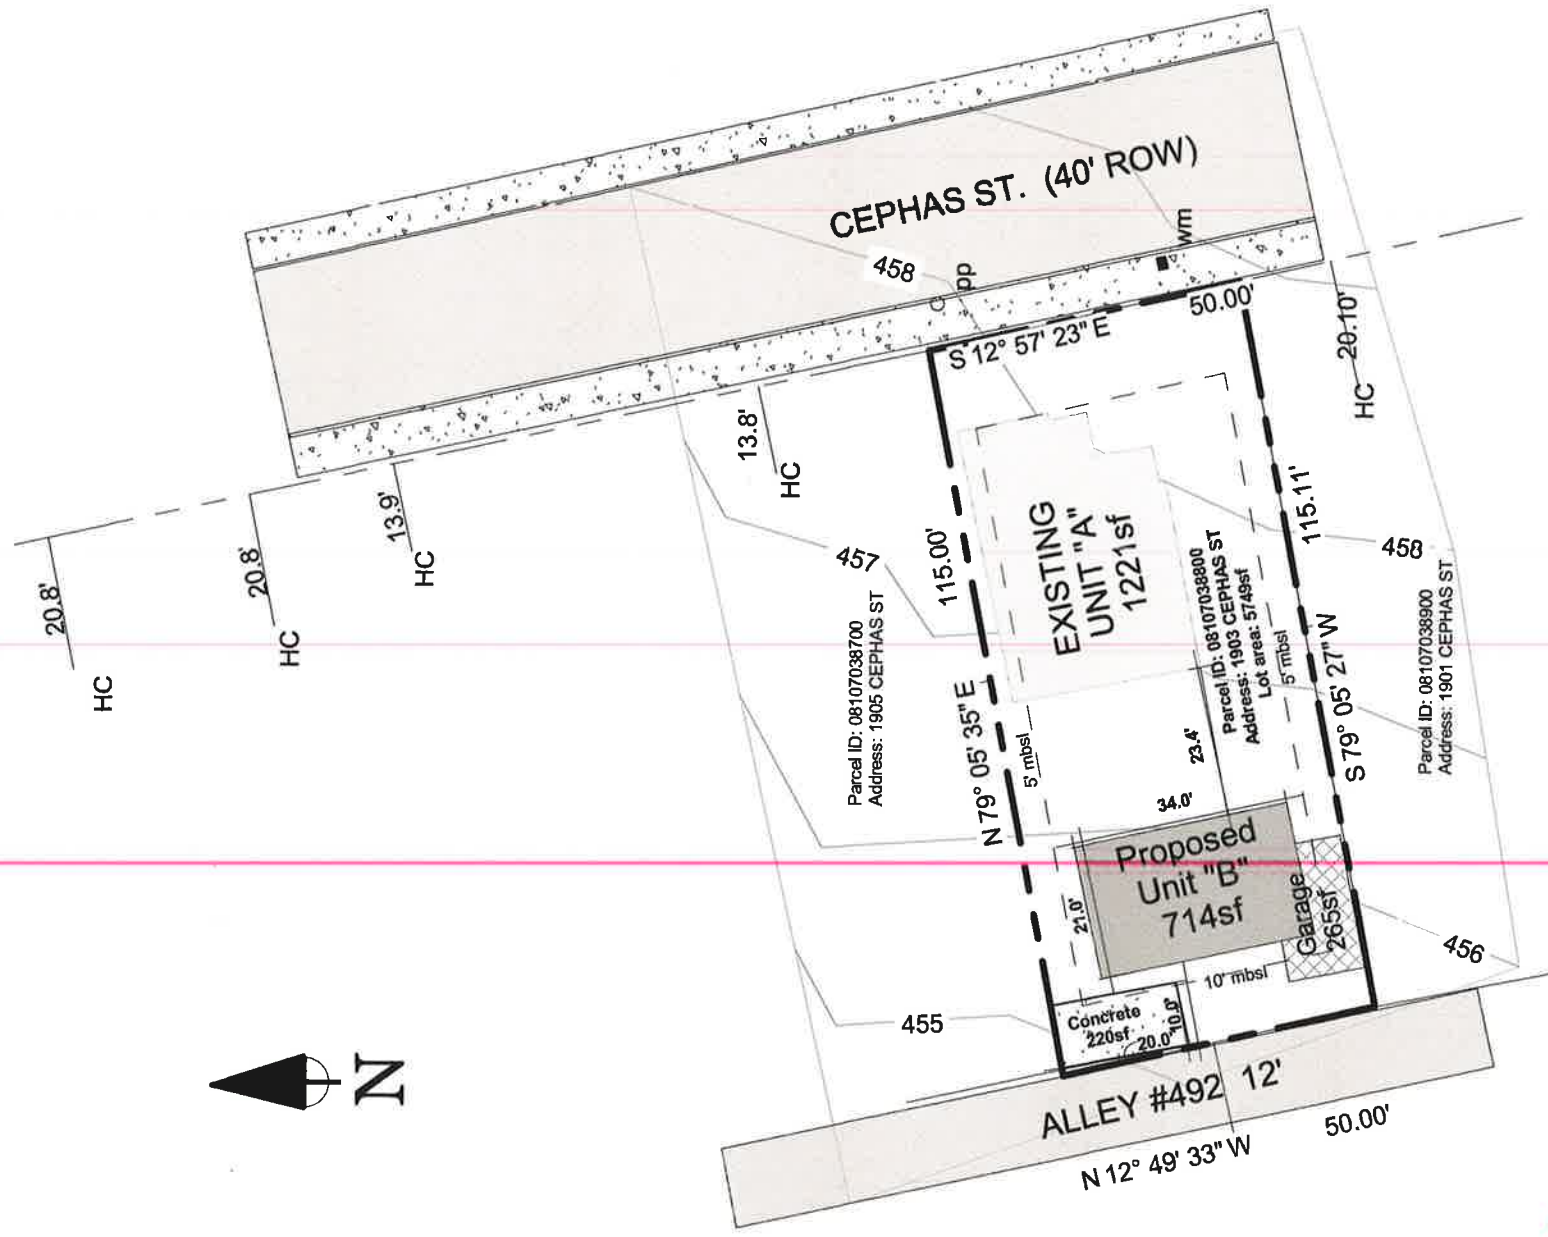 CEPHAS ST. (40' ROW)
458
pp
wm
S 12° 57' 23" E
50.00'
20.10'
HC
13.8'
HC
13.9'
HC
20.8'
HC
20.8'
HC
457
115.00'
EXISTING
UNIT "A"
1221sf
115.11'
458
Parcel ID: 08107038700
Address: 1905 CEPHAS ST
Parcel ID: 08107038800
Address: 1903 CEPHAS ST
Lot area: 5749sf
5' mbsl
Parcel ID: 08107038900
Address: 1901 CEPHAS ST
N 79° 05' 35" E
5' mbsl
23.4'
S 79° 05' 27" W
34.0'
Proposed
Unit "B"
714sf
21.0'
Garage
265sf
456
10' mbsl
455
Concrete
220sf
10.0'
20.0'
N
ALLEY #492 12'
N 12° 49' 33" W
50.00'